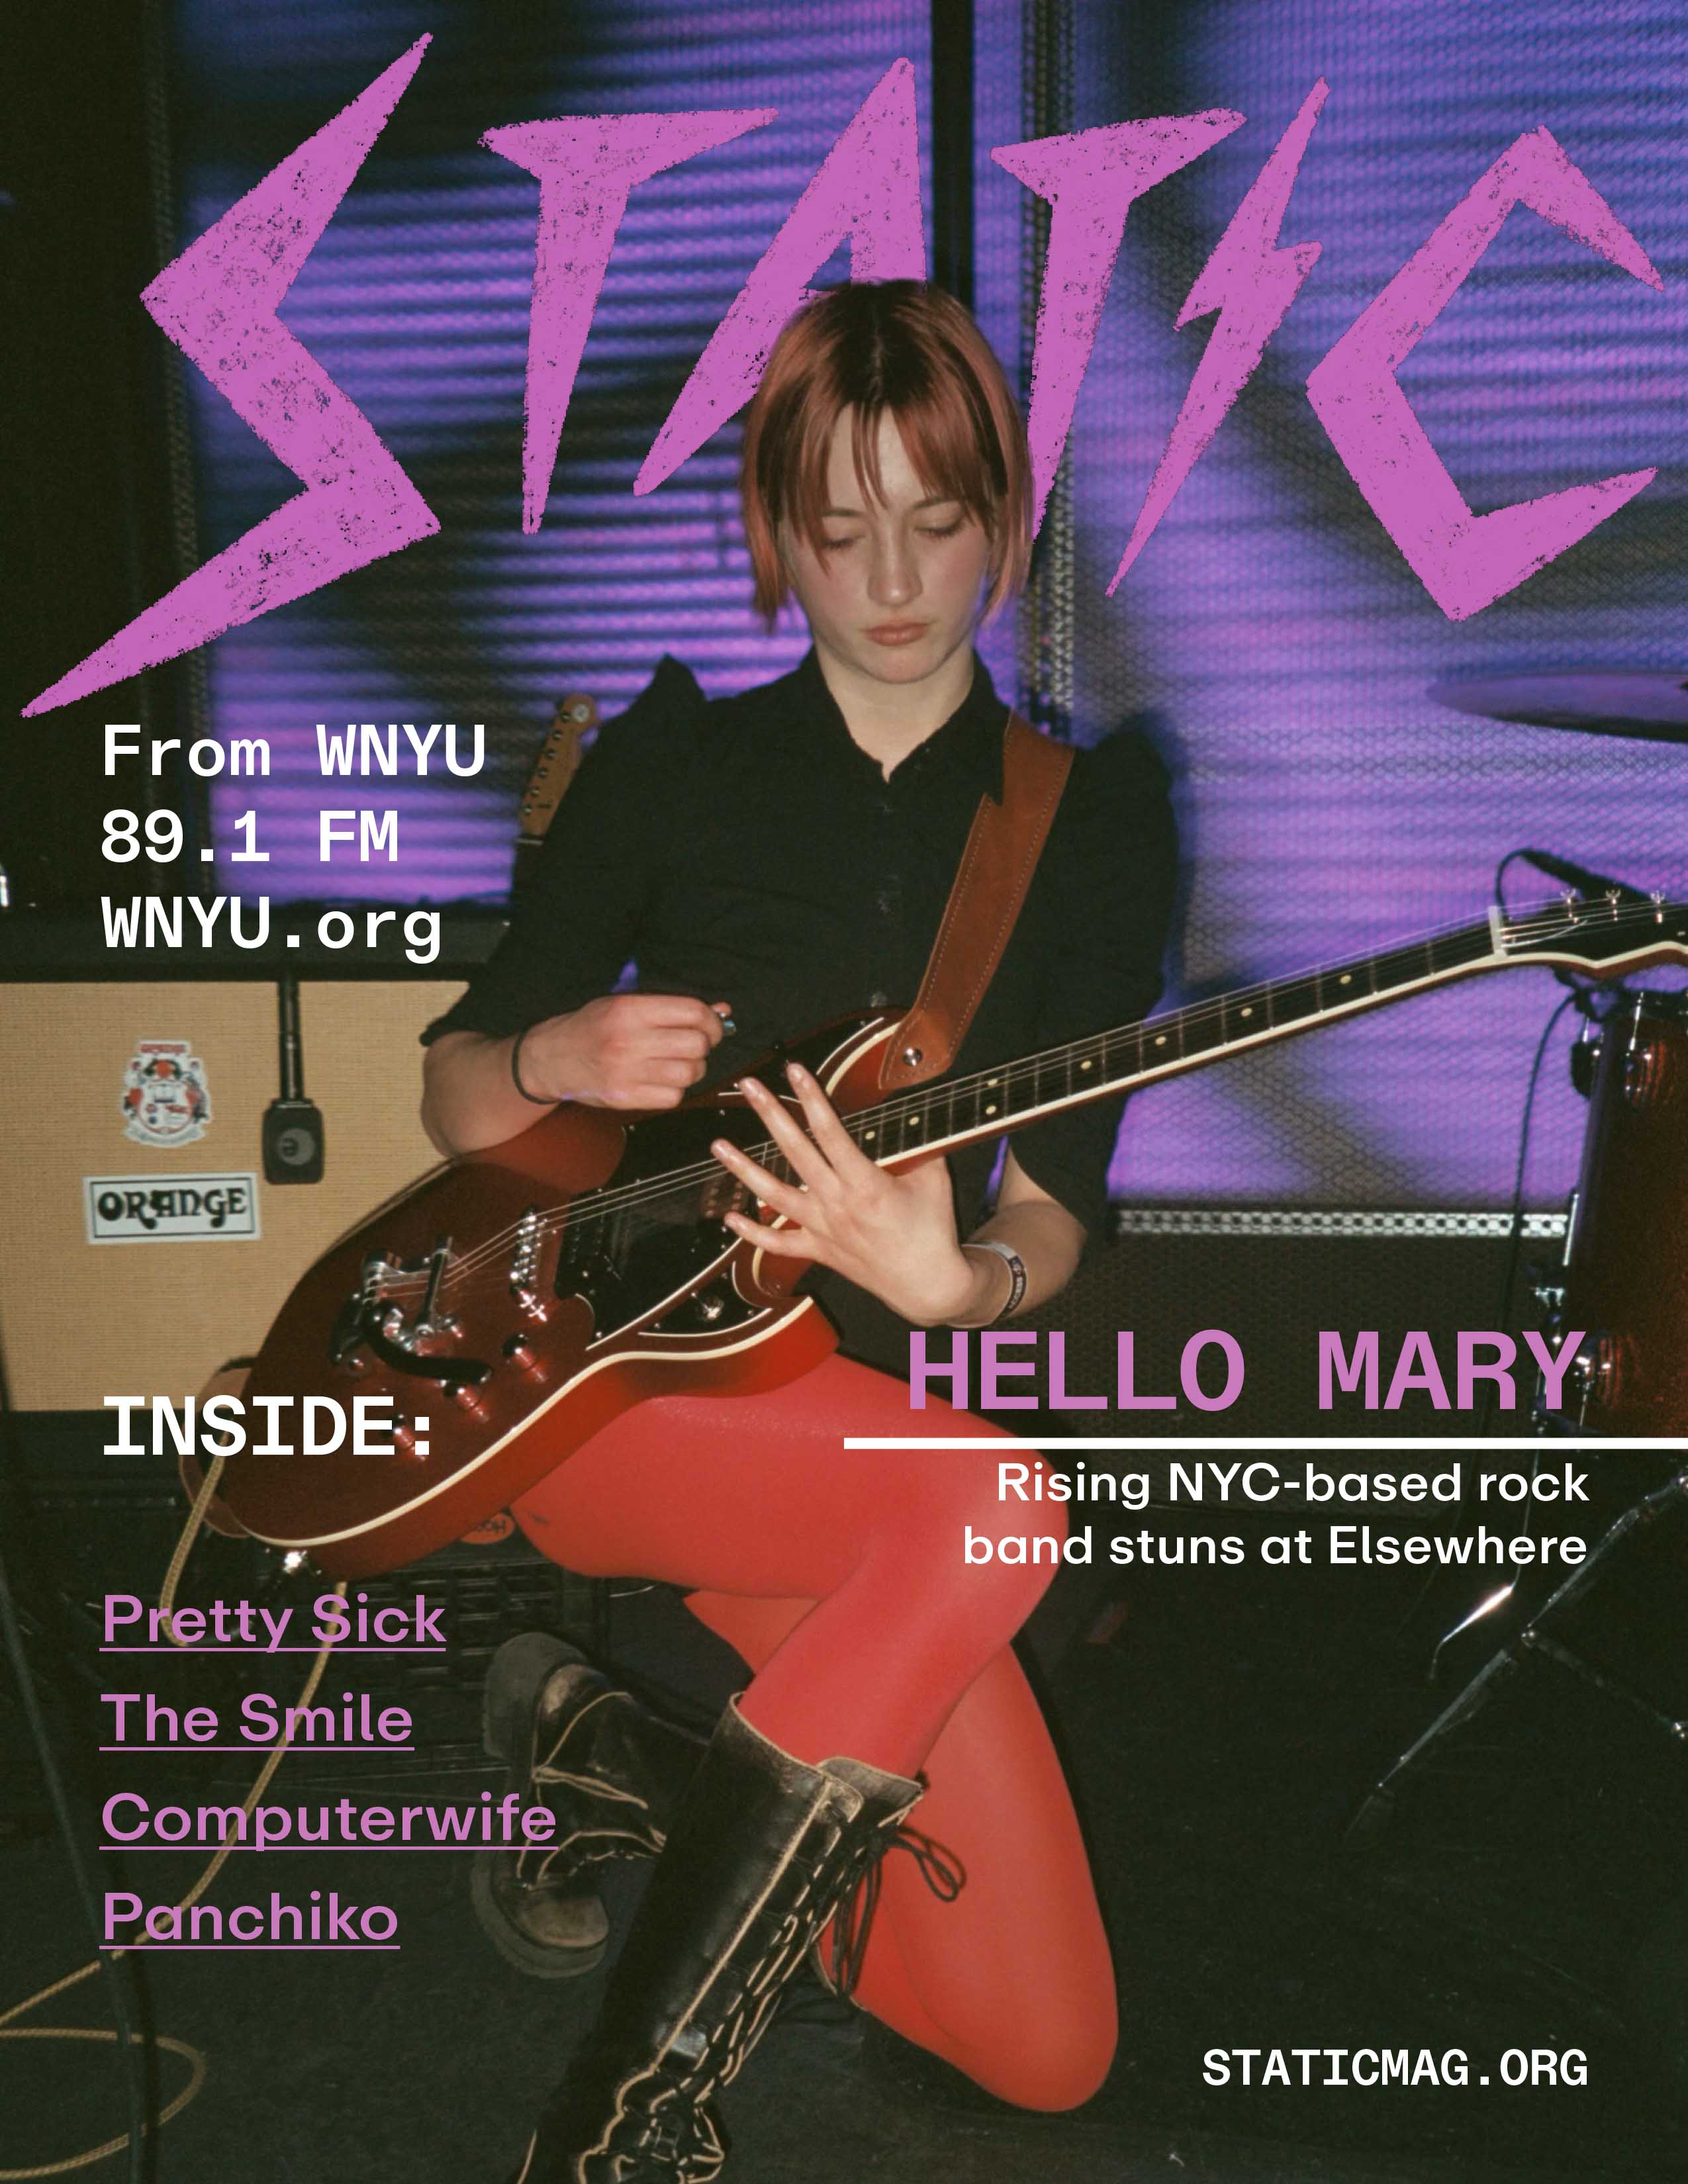 STATIC
From WNYU
89.1 FM
WNYU.org
ORANGE
HELLO MARY
Rising NYC-based rock
band stuns at Elsewhere
INSIDE:
Pretty Sick
The Smile
Computerwife
Panchiko
STATICMAG.ORG